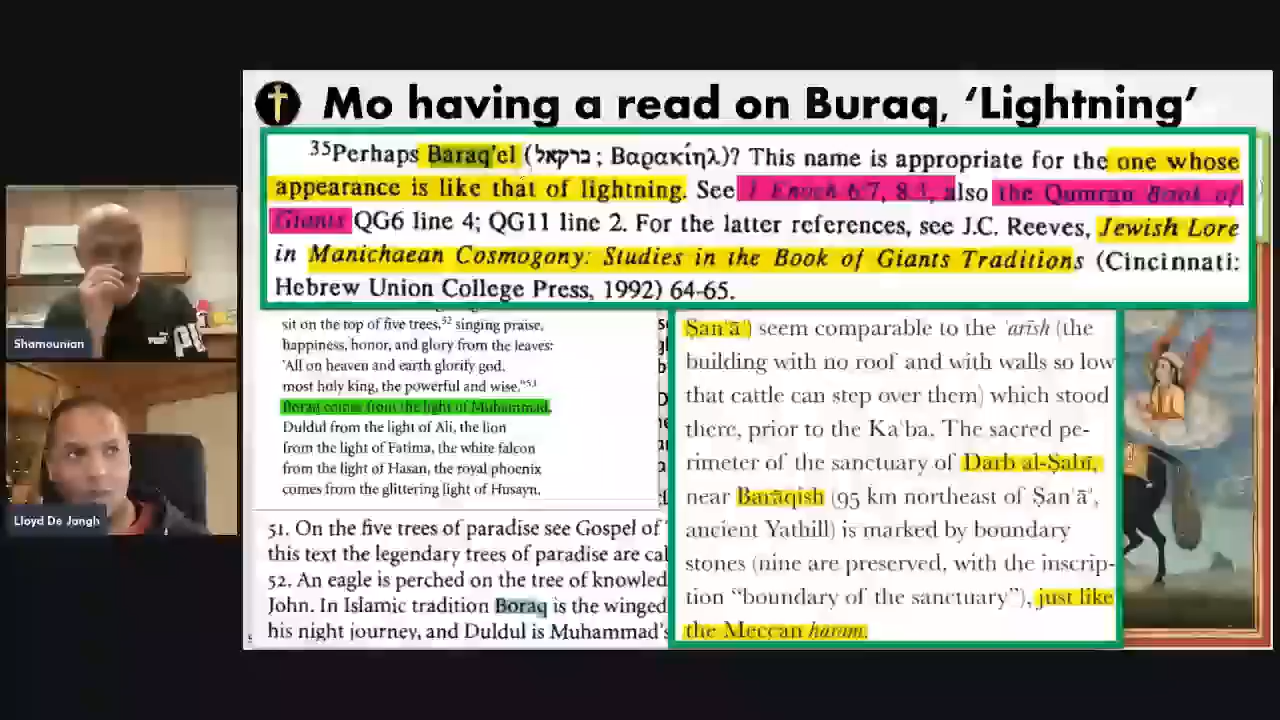 Mo having a read on Buraq, ‘Lightning’
35Perhaps Baraq'el (ברקאל; Βαρακιήλ)? This name is appropriate for the one whose
appearance is like that of lightning. See 1 Enoch 6:7, 8:3, also the Qumran Book of
Giants QG6 line 4; QG11 line 2. For the latter references, see J.C. Reeves, Jewish Lore
in Manichaean Cosmogony: Studies in the Book of Giants Traditions (Cincinnati:
Hebrew Union College Press, 1992) 64-65.
sit on the top of five trees,52 singing praise,
happiness, honor, and glory from the leaves:
'All on heaven and earth glorify god,
most holy king, the powerful and wise.'"53
Boraq comes from the light of Muhammad,
Duldul from the light of Ali, the lion
from the light of Fatima, the white falcon
from the light of Hasan, the royal phoenix
comes from the glittering light of Husayn.
51. On the five trees of paradise see Gospel of
this text the legendary trees of paradise are
52. An eagle is perched on the tree of
John. In Islamic tradition Boraq is the winged
his night journey, and Duldul is Muhammad's
Ṣanʿāʾ) seem comparable to the ʿarīsh (the
building with no roof and with walls so low
that cattle can step over them) which stood
there, prior to the Kaʿba. The sacred pe-
rimeter of the sanctuary of Darb al-Ṣabī,
near Barāqish (95 km northeast of Ṣanʿāʾ,
ancient Yathill) is marked by boundary
stones (nine are preserved, with the inscrip-
tion “boundary of the sanctuary”), just like
the Meccan ḥaram.
Shamounian
Lloyd De Jongh